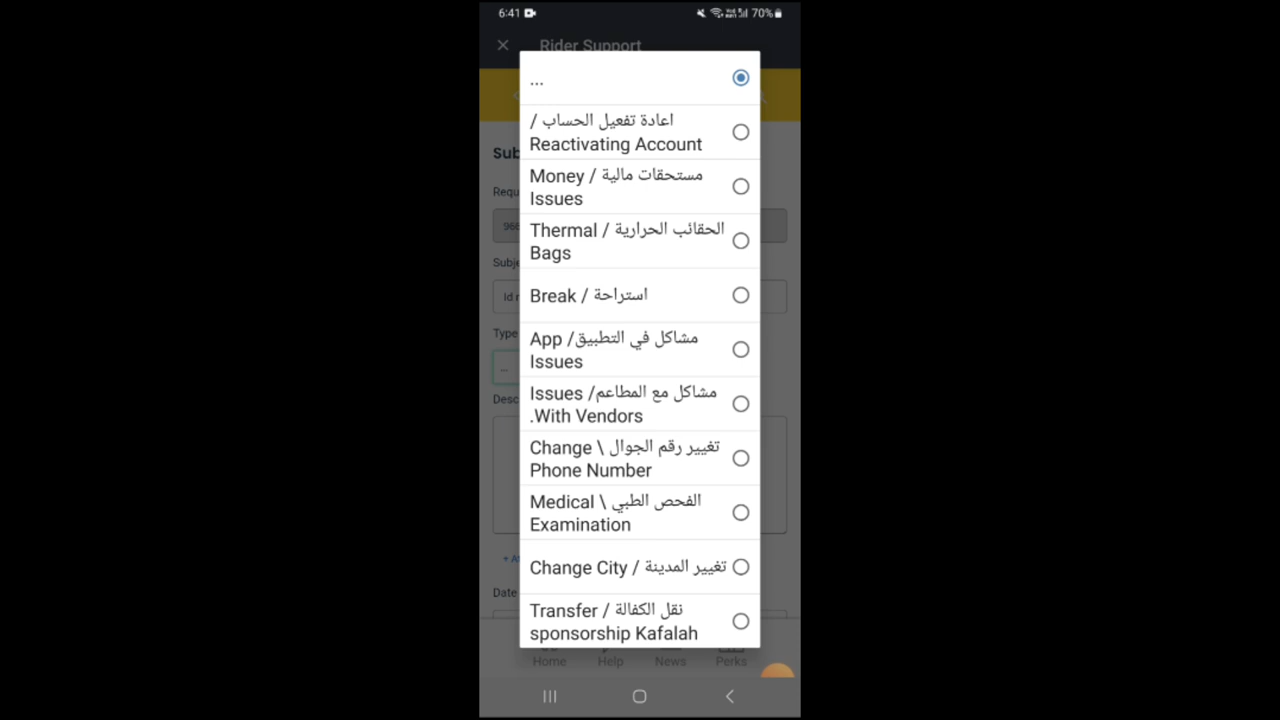 6:41 70%
Rider Support
...
اعادة تفعيل الحساب /
Reactivating Account
Money / مستحقات مالية
Issues
Thermal / الحقائب الحرارية
Bags
Break / استراحة
App /مشاكل في التطبيق
Issues
Issues /مشاكل مع المطاعم
.With Vendors
Change \ تغيير رقم الجوال
Phone Number
Medical \ الفحص الطبي
Examination
Change City / تغيير المدينة
Transfer / نقل الكفالة
sponsorship Kafalah
Type
Date
Home Help News Perks